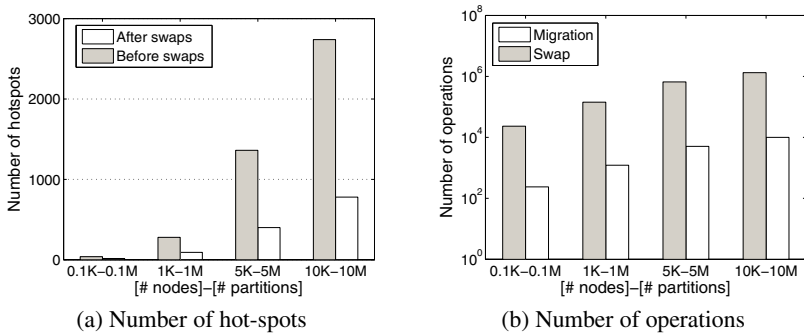 3000
2000
1000
0
Number of hotspots
After swaps
Before swaps
0.1K−0.1M 1K−1M 5K−5M 10K−10M
[# nodes]−[# partitions]
(a) Number of hot-spots
10^8
10^6
10^4
10^2
10^0
Number of operations
Migration
Swap
0.1K−0.1M 1K−1M 5K−5M 10K−10M
[# nodes]−[# partitions]
(b) Number of operations